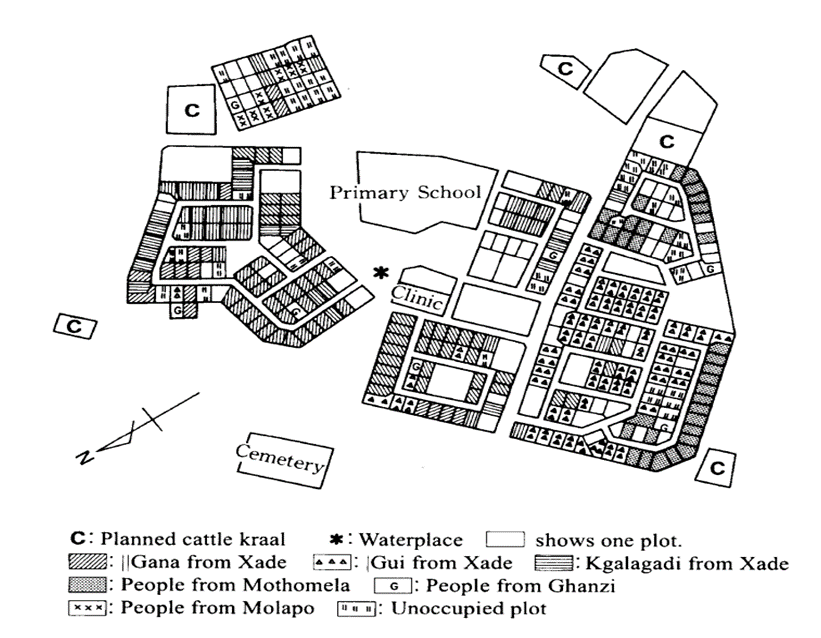 C
C
C
G
Primary School
G
G
*
Clinic
C
G
G
G
G
N
Cemetery
C
C: Planned cattle kraal *: Waterplace shows one plot.
: ||Gana from Xade : |Gui from Xade : Kgalagadi from Xade
: People from Mothomela G: People from Ghanzi
xxx: People from Molapo : Unoccupied plot